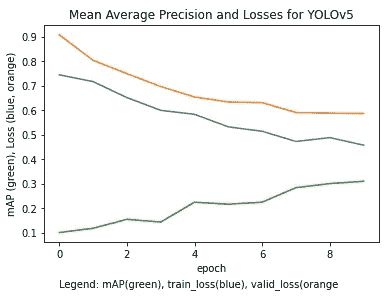 Mean Average Precision and Losses for YOLOv5
mAP (green), Loss (blue, orange)
0.9
0.8
0.7
0.6
0.5
0.4
0.3
0.2
0.1
0 2 4 6 8
epoch
Legend: mAP(green), train_loss(blue), valid_loss(orange